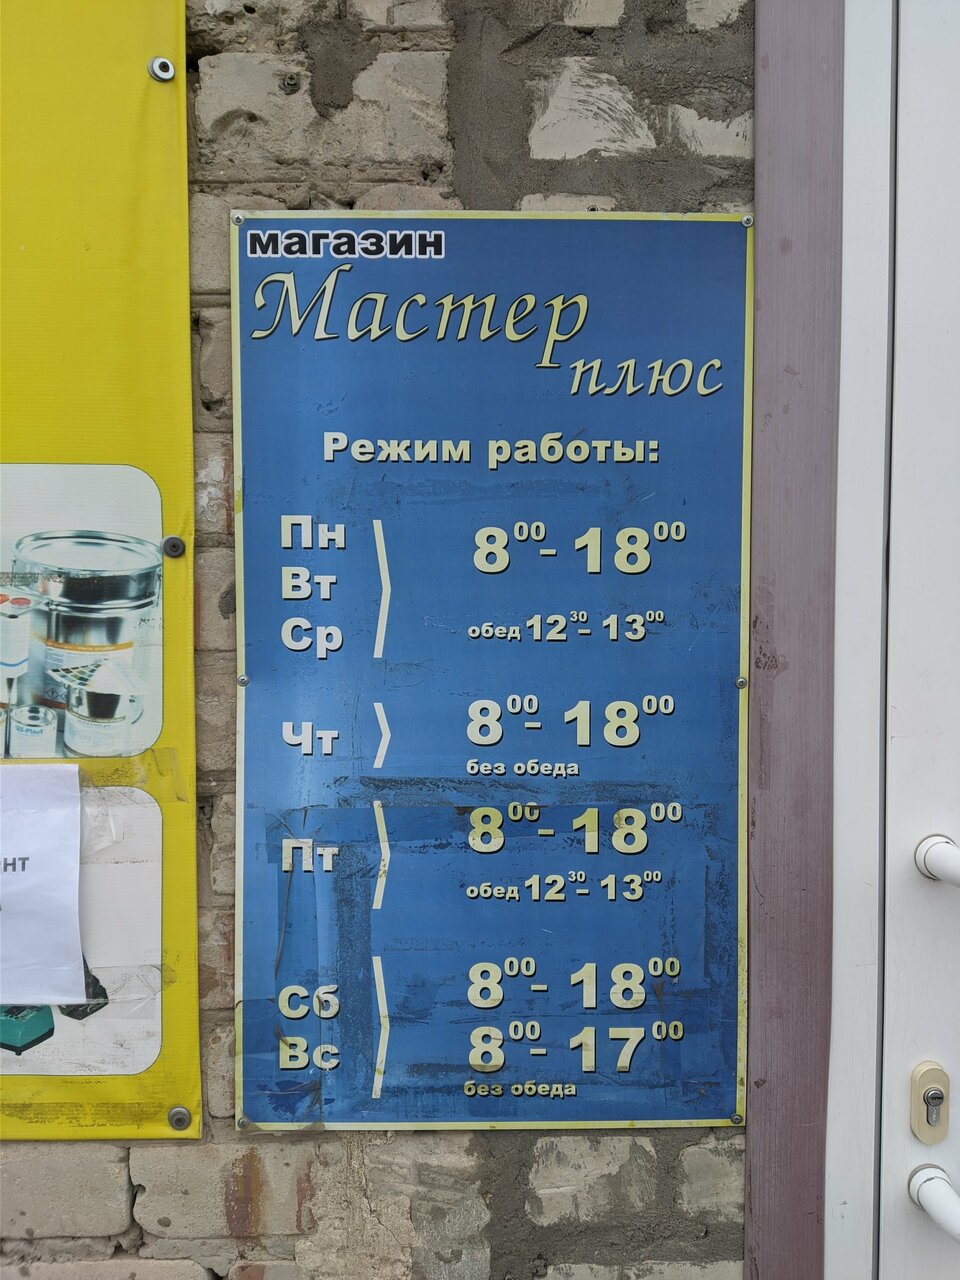 магазин
Мастер
плюс
Режим работы:
Пн
Вт
Ср
8⁰⁰- 18⁰⁰
обед 12³⁰- 13⁰⁰
Чт
8⁰⁰- 18⁰⁰
без обеда
Пт
8⁰⁰- 18⁰⁰
обед 12³⁰- 13⁰⁰
Сб
8⁰⁰- 18⁰⁰
Вс
8⁰⁰- 17⁰⁰
без обеда